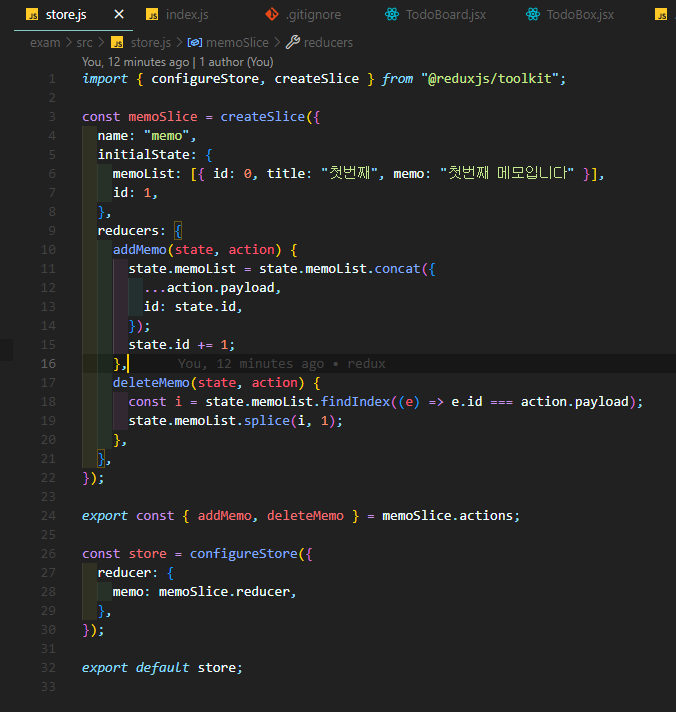 store.js
index.js
.gitignore
TodoBoard.jsx
TodoBox.jsx
exam > src > store.js > memoSlice > reducers
You, 12 minutes ago | 1 author (You)
1 import { configureStore, createSlice } from "@reduxjs/toolkit";
2
3 const memoSlice = createSlice({
4   name: "memo",
5   initialState: {
6     memoList: [{ id: 0, title: "첫번째", memo: "첫번째 메모입니다" }],
7     id: 1,
8   },
9   reducers: {
10     addMemo(state, action) {
11       state.memoList = state.memoList.concat({
12         ...action.payload,
13         id: state.id,
14       });
15       state.id += 1;
16     }, You, 12 minutes ago • redux
17     deleteMemo(state, action) {
18       const i = state.memoList.findIndex((e) => e.id === action.payload);
19       state.memoList.splice(i, 1);
20     },
21   },
22 });
23
24 export const { addMemo, deleteMemo } = memoSlice.actions;
25
26 const store = configureStore({
27   reducer: {
28     memo: memoSlice.reducer,
29   },
30 });
31
32 export default store;
33